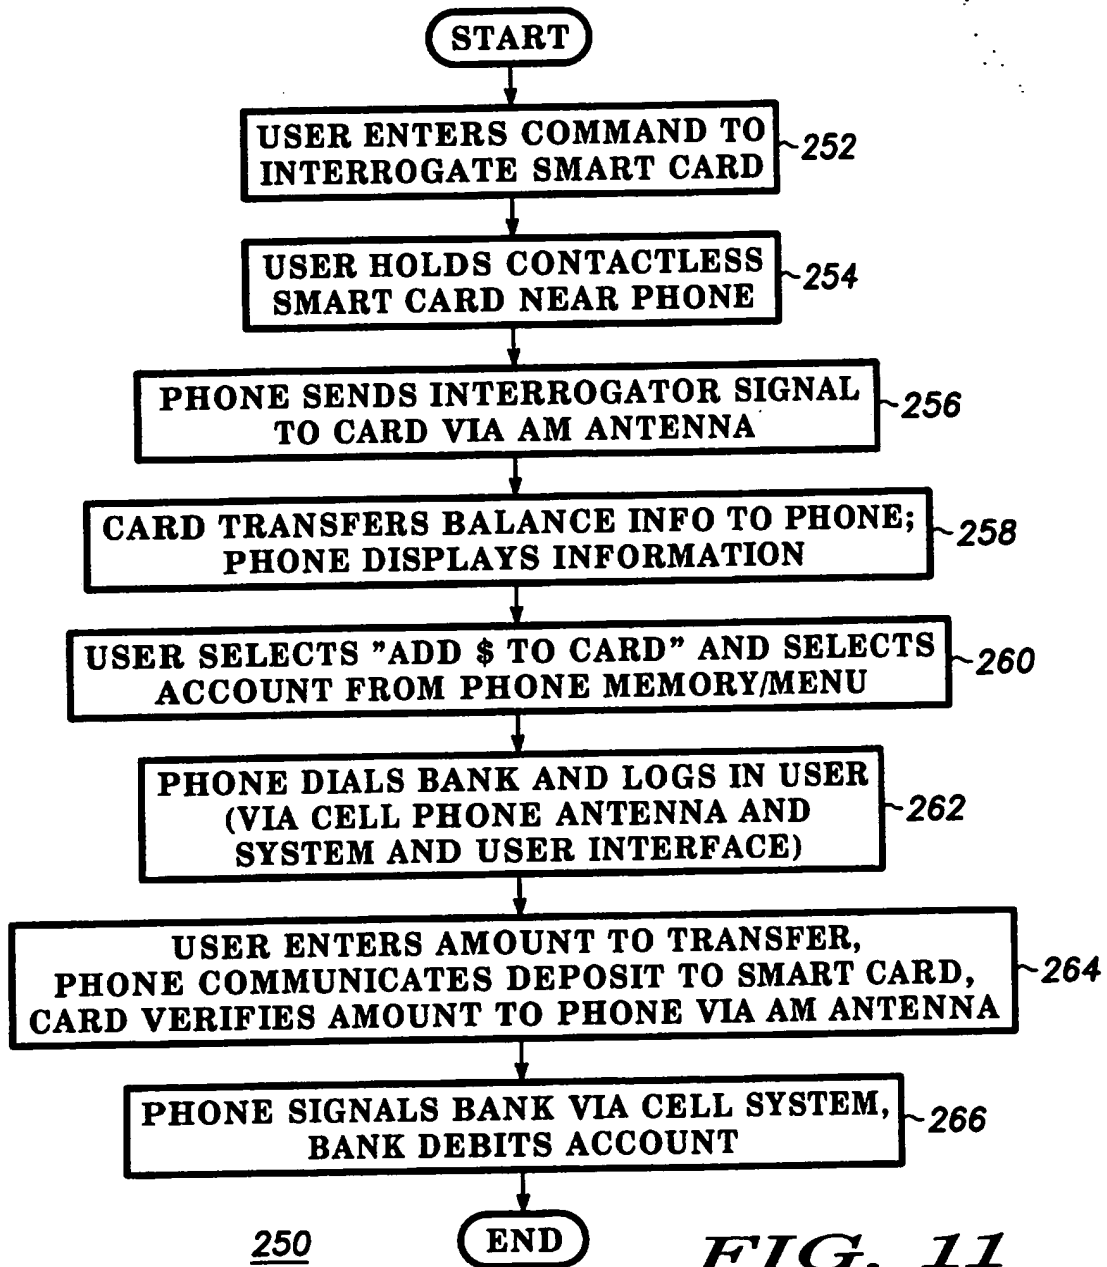 START
USER ENTERS COMMAND TO
INTERROGATE SMART CARD
252
USER HOLDS CONTACTLESS
SMART CARD NEAR PHONE
254
PHONE SENDS INTERROGATOR SIGNAL
TO CARD VIA AM ANTENNA
256
CARD TRANSFERS BALANCE INFO TO PHONE;
PHONE DISPLAYS INFORMATION
258
USER SELECTS "ADD $ TO CARD" AND SELECTS
ACCOUNT FROM PHONE MEMORY/MENU
260
PHONE DIALS BANK AND LOGS IN USER
(VIA CELL PHONE ANTENNA AND
SYSTEM AND USER INTERFACE)
262
USER ENTERS AMOUNT TO TRANSFER,
PHONE COMMUNICATES DEPOSIT TO SMART CARD,
CARD VERIFIES AMOUNT TO PHONE VIA AM ANTENNA
264
PHONE SIGNALS BANK VIA CELL SYSTEM,
BANK DEBITS ACCOUNT
266
END
250
FIG. 11